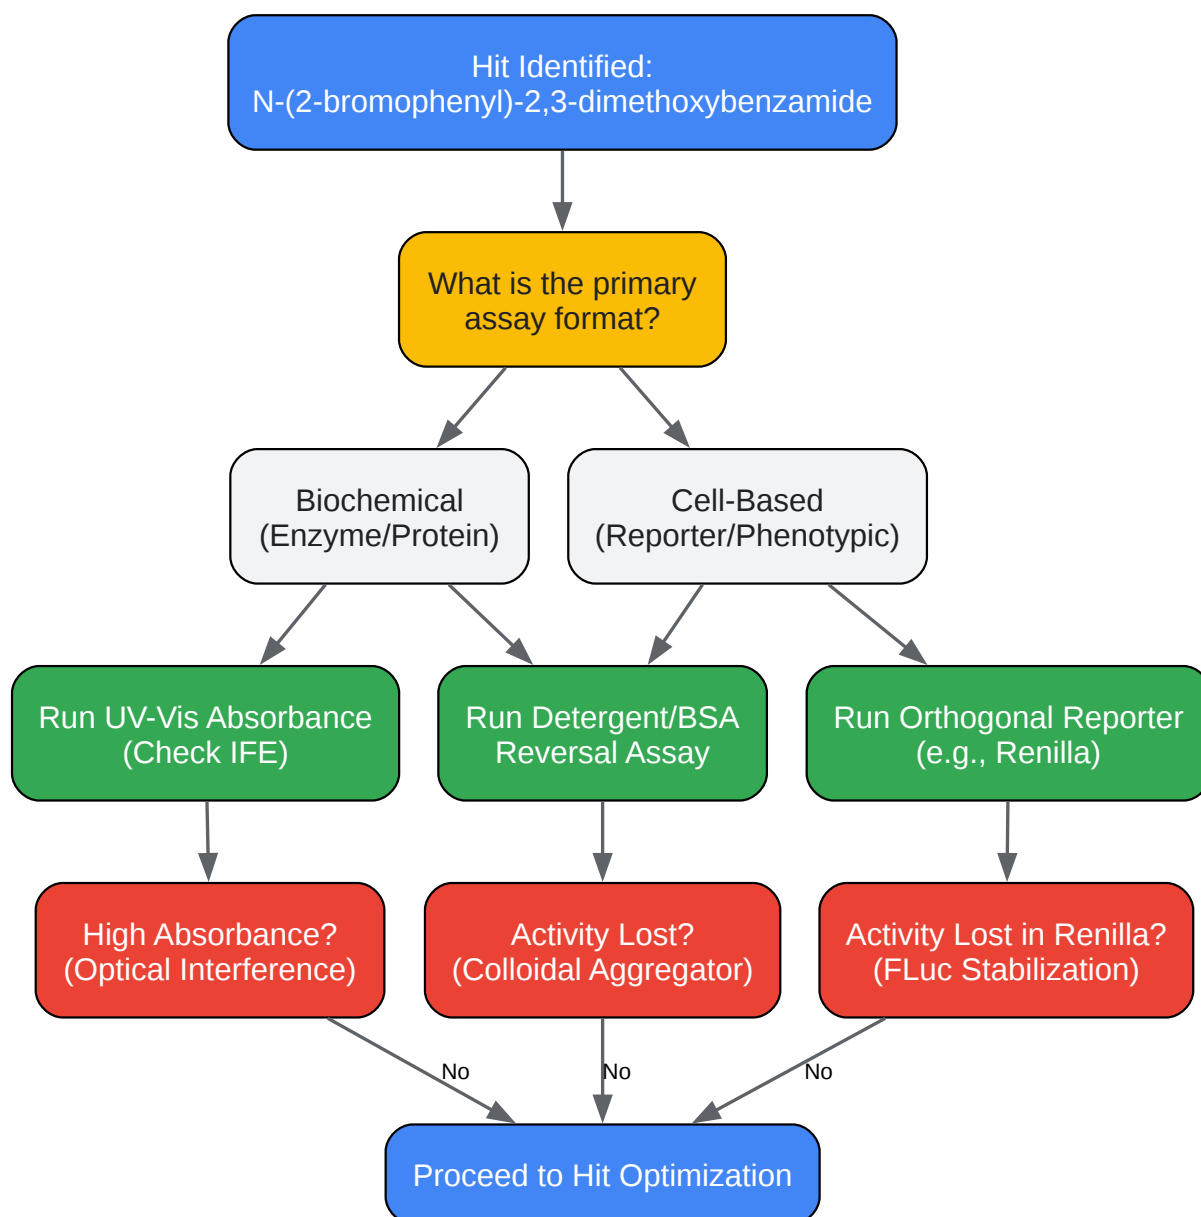 Hit Identified:
N-(2-bromophenyl)-2,3-dimethoxybenzamide
What is the primary
assay format?
Biochemical
(Enzyme/Protein)
Cell-Based
(Reporter/Phenotypic)
Run UV-Vis Absorbance
(Check IFE)
Run Detergent/BSA
Reversal Assay
Run Orthogonal Reporter
(e.g., Renilla)
High Absorbance?
(Optical Interference)
Activity Lost?
(Colloidal Aggregator)
Activity Lost in Renilla?
(FLuc Stabilization)
No
No
No
Proceed to Hit Optimization